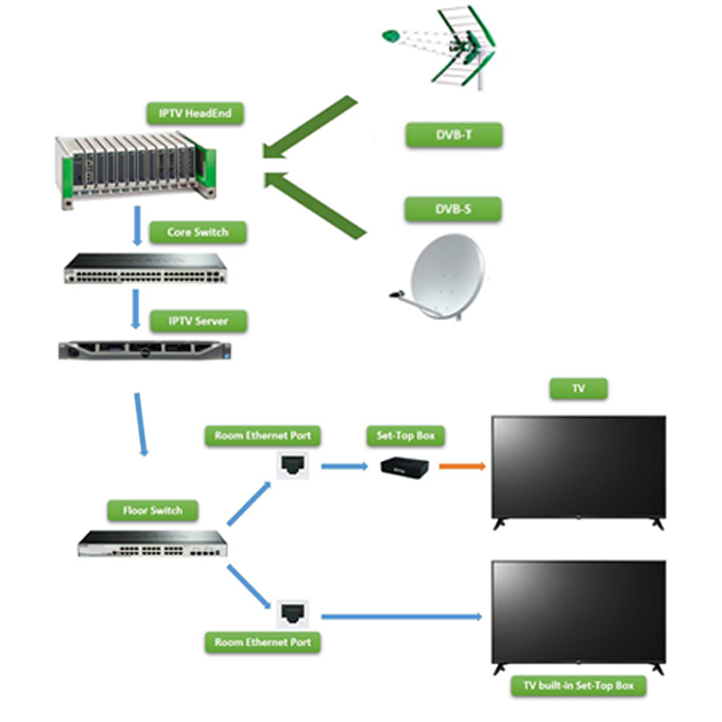 IPTV HeadEnd
DVB-T
DVB-S
Core Switch
IPTV Server
TV
Room Ethernet Port
Set-Top Box
Floor Switch
Room Ethernet Port
TV built-in Set-Top Box